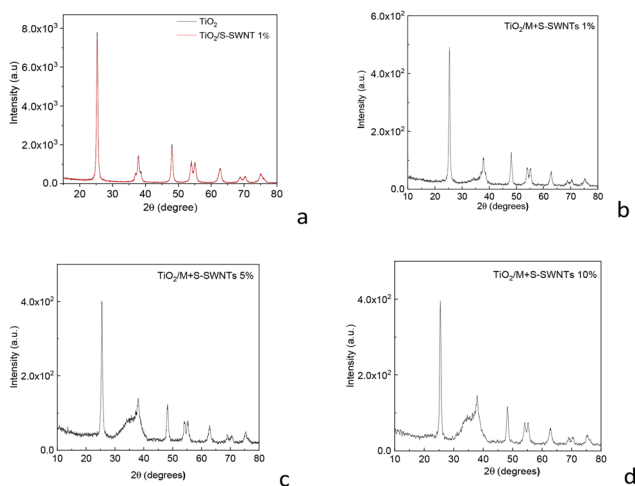 TiO₂
TiO₂/S-SWNT 1%
8.0x10³
6.0x10³
4.0x10³
2.0x10³
0.0
Intensity (a.u)
20 30 40 50 60 70 80
2θ (degree)
a
TiO₂/M+S-SWNTs 1%
6.0x10²
4.0x10²
2.0x10²
0.0
Intensity (a.u.)
10 20 30 40 50 60 70 80
2θ (degrees)
b
TiO₂/M+S-SWNTs 5%
4.0x10²
2.0x10²
0.0
Intensity (a.u.)
10 20 30 40 50 60 70 80
2θ (degrees)
c
TiO₂/M+S-SWNTs 10%
4.0x10²
2.0x10²
0.0
Intensity (a.u.)
10 20 30 40 50 60 70 80
2θ (degrees)
d